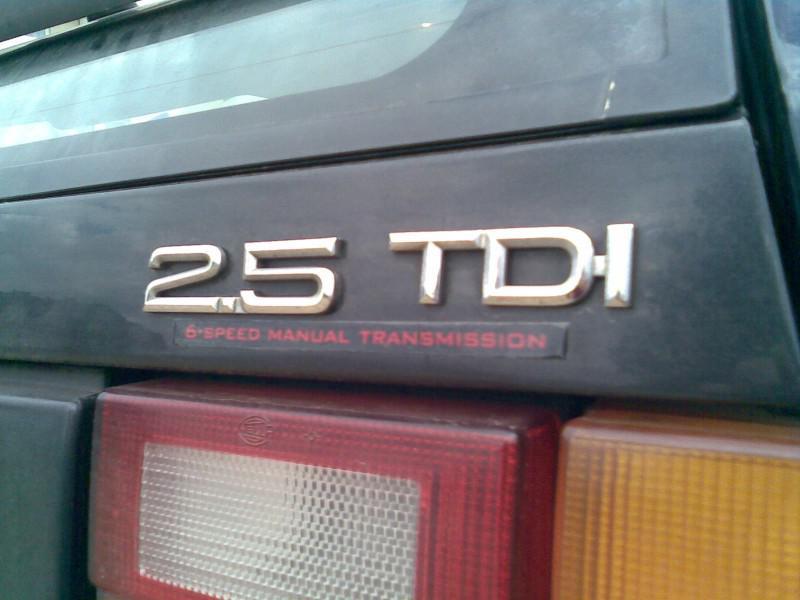 2.5 TDI
6-SPEED MANUAL TRANSMISSION